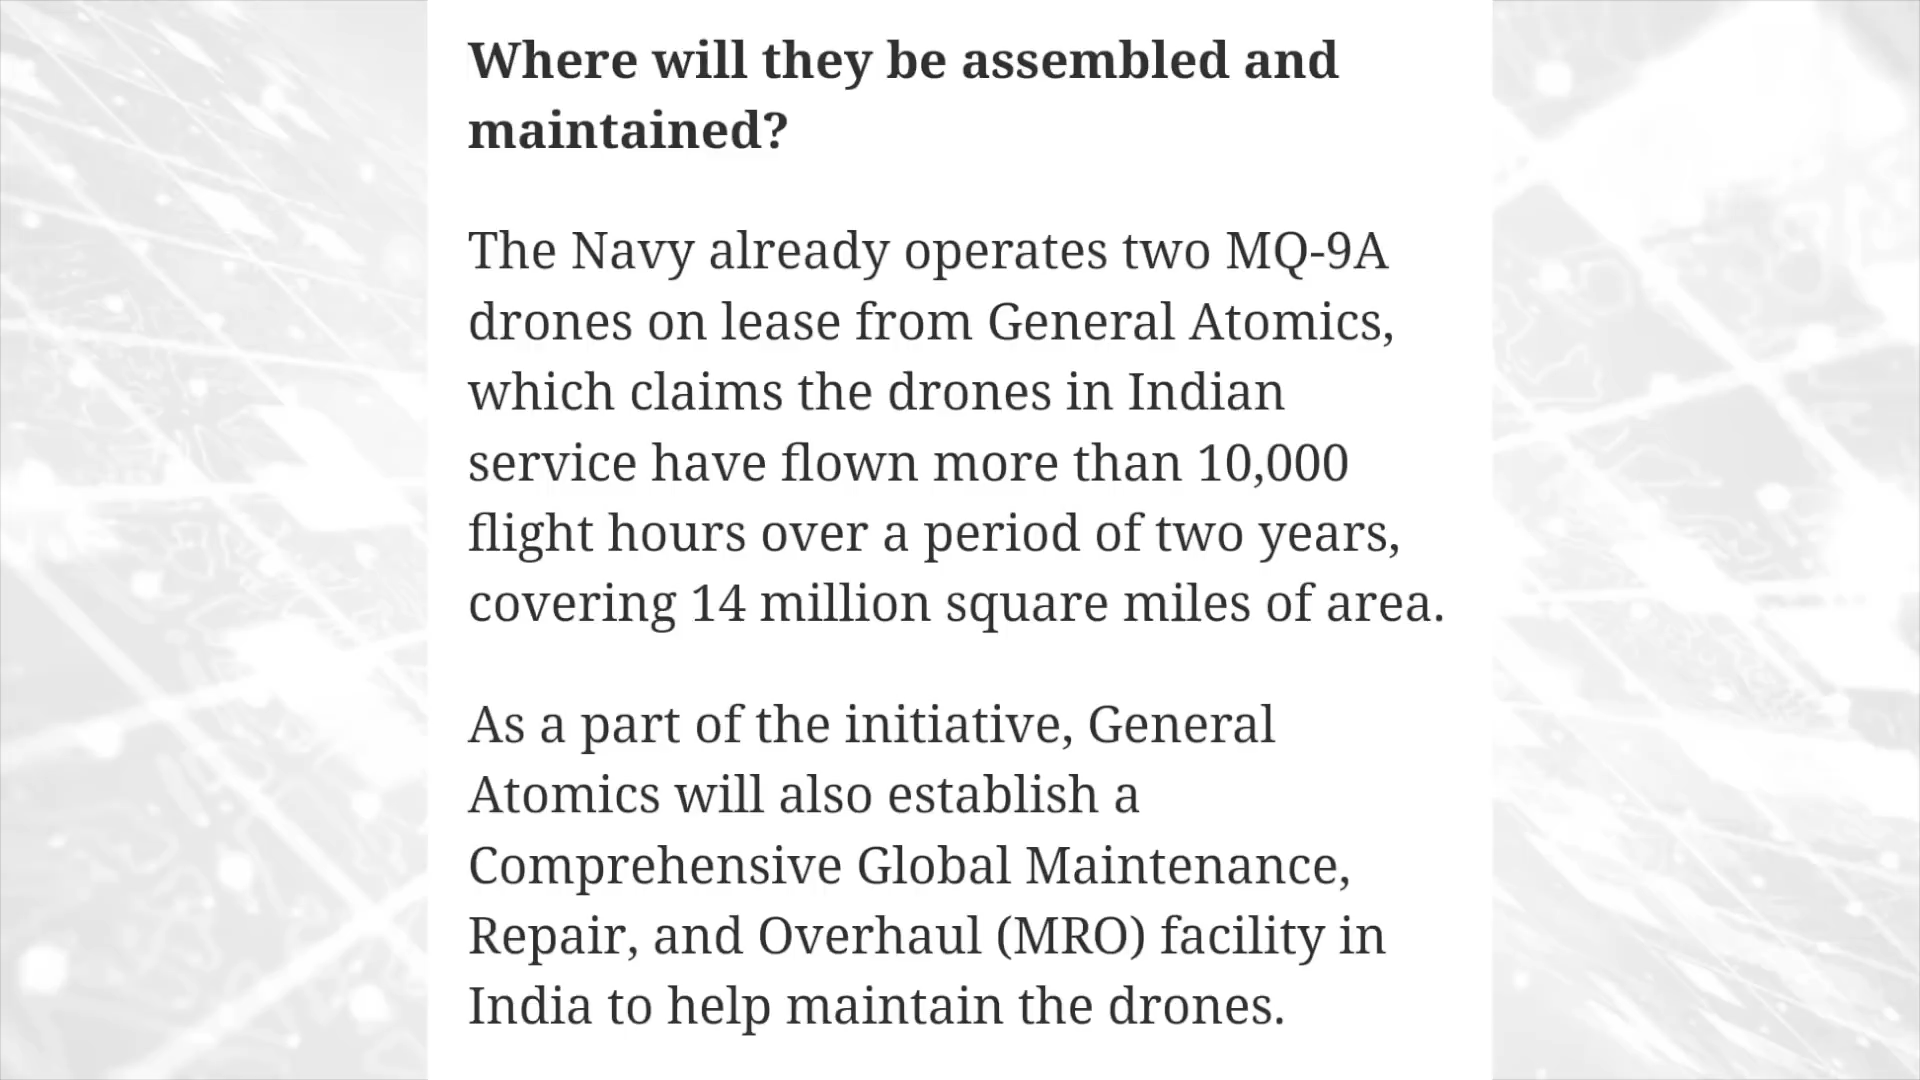 Where will they be assembled and
maintained?
The Navy already operates two MQ-9A
drones on lease from General Atomics,
which claims the drones in Indian
service have flown more than 10,000
flight hours over a period of two years,
covering 14 million square miles of area.
As a part of the initiative, General
Atomics will also establish a
Comprehensive Global Maintenance,
Repair, and Overhaul (MRO) facility in
India to help maintain the drones.